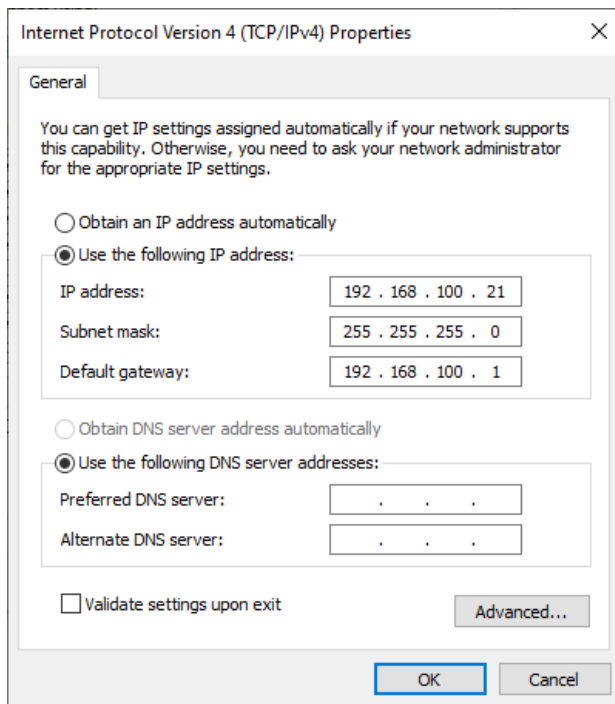 Internet Protocol Version 4 (TCP/IPv4) Properties
General
You can get IP settings assigned automatically if your network supports
this capability. Otherwise, you need to ask your network administrator
for the appropriate IP settings.
Obtain an IP address automatically
Use the following IP address:
IP address: 192 . 168 . 100 . 21
Subnet mask: 255 . 255 . 255 . 0
Default gateway: 192 . 168 . 100 . 1
Obtain DNS server address automatically
Use the following DNS server addresses:
Preferred DNS server: . . .
Alternate DNS server: . . .
Validate settings upon exit
Advanced...
OK Cancel